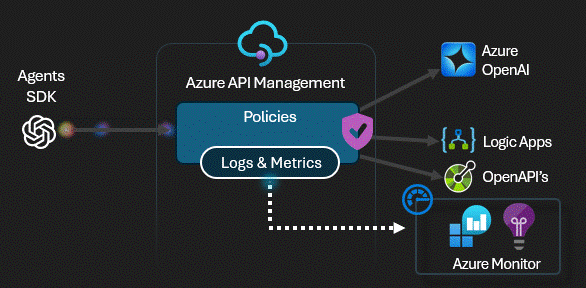 Agents
SDK
Azure API Management
Policies
Logs & Metrics
Azure
OpenAI
Logic Apps
OpenAPI's
Azure Monitor